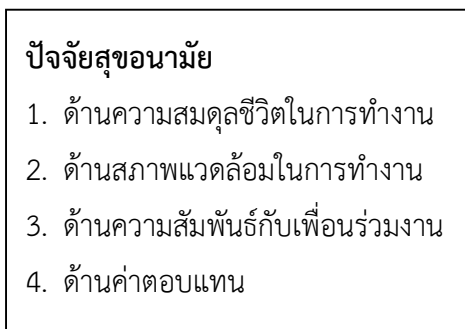 ปัจจัยสุขอนามัย
1. ด้านความสมดุลชีวิตในการทำงาน
2. ด้านสภาพแวดล้อมในการทำงาน
3. ด้านความสัมพันธ์กับเพื่อนร่วมงาน
4. ด้านค่าตอบแทน